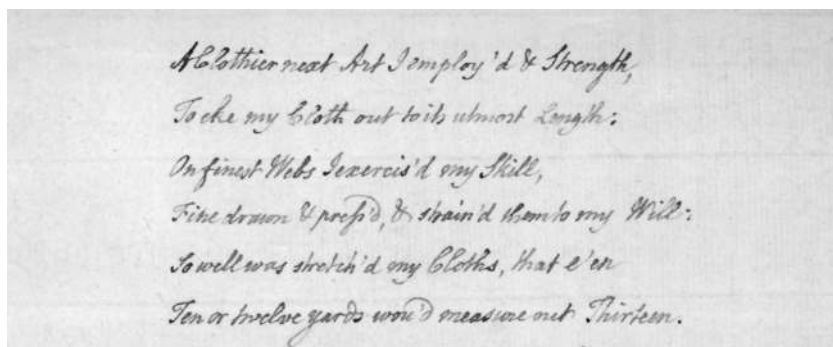 A Clothier next Art I employ'd & Strength,
To eke my Cloth out to its utmost Length:
On finest Webs I exercis'd my Skill,
Fine drawn & press'd, & strain'd them to my Will:
So well was stretch'd my Cloths, that e'en
Ten or twelve yards wou'd measure out Thirteen.